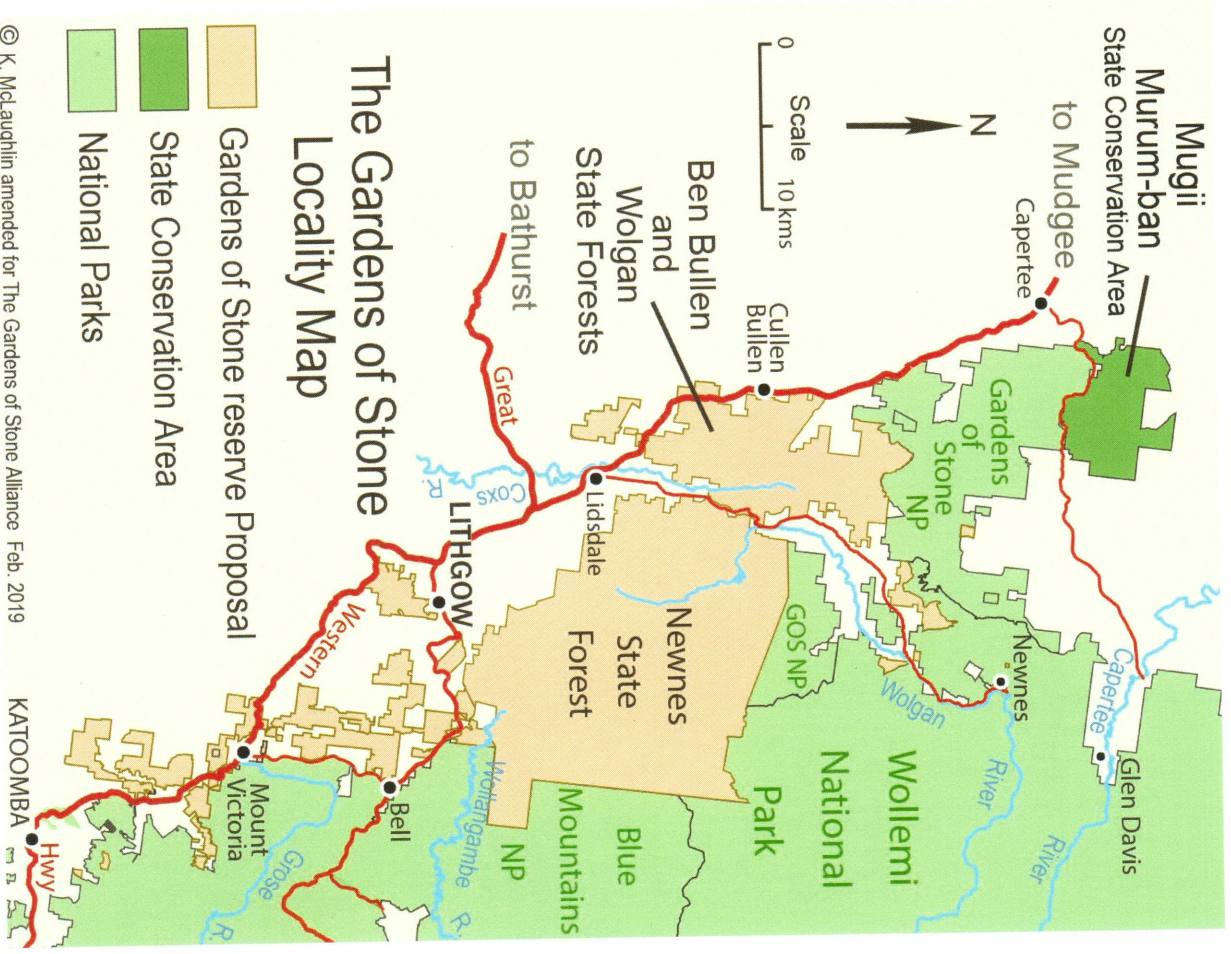 Mugii
Murum-ban
State Conservation Area
to Mudgee
Capertee
N
0
10 kms
Scale
Gardens
of
Stone
NP
Capertee
River
Glen Davis
Newnes
Wolgan
River
Cullen
Bullen
Ben Bullen
and
Wolgan
State Forests
to Bathurst
Great
Coxs
R.
Lidsdale
LITHGOW
GOS NP
Wollemi
National
Park
Newnes
State
Forest
Blue
Mountains
NP
Wollangambe R.
Bell
Western
Mount
Victoria
Grose
R.
KATOOMBA
Hwy
The Gardens of Stone
Locality Map
Gardens of Stone reserve Proposal
State Conservation Area
National Parks
© K. McLaughlin amended for The Gardens of Stone Alliance Feb. 2019